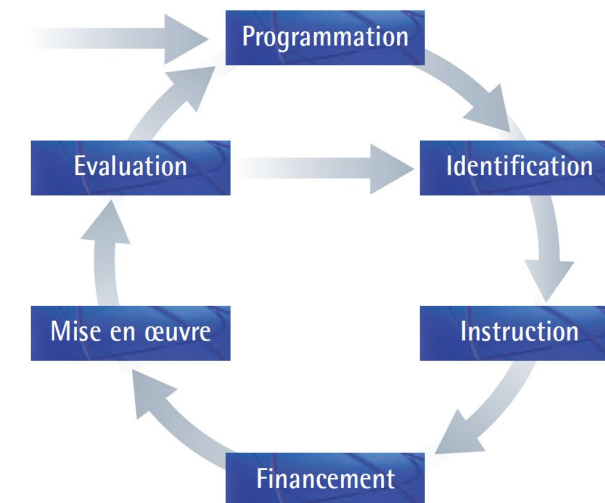 Programmation
Evaluation
Identification
Mise en œuvre
Instruction
Financement